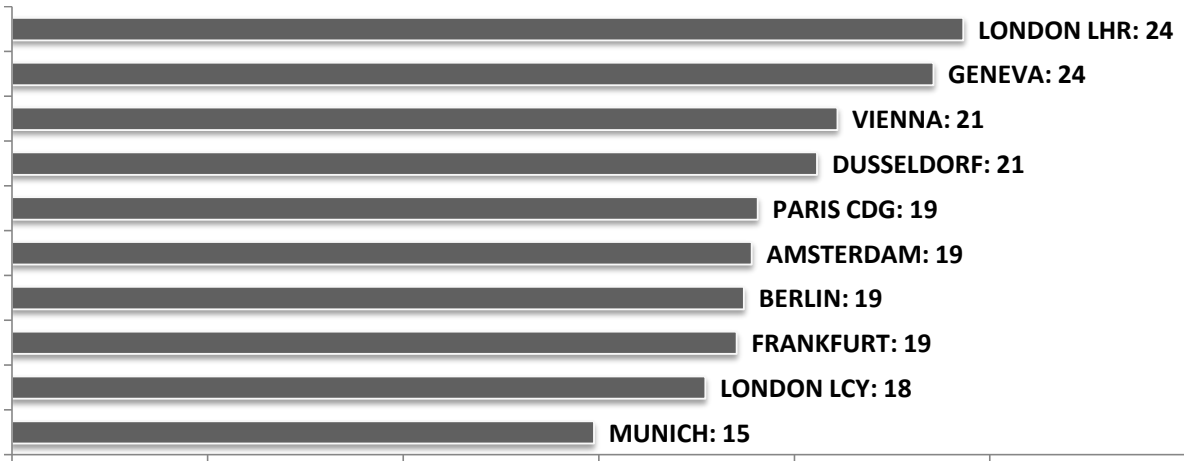 LONDON LHR: 24
GENEVA: 24
VIENNA: 21
DUSSELDORF: 21
PARIS CDG: 19
AMSTERDAM: 19
BERLIN: 19
FRANKFURT: 19
LONDON LCY: 18
MUNICH: 15